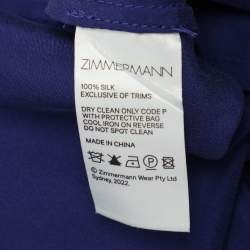 ZIMMERMANN
100% SILK
EXCLUSIVE OF TRIMS
DRY CLEAN ONLY CODE P
WITH PROTECTIVE BAG
COOL IRON ON REVERSE
DO NOT SPOT CLEAN
MADE IN CHINA
P
© Zimmermann Wear Pty Ltd
Sydney, 2022.